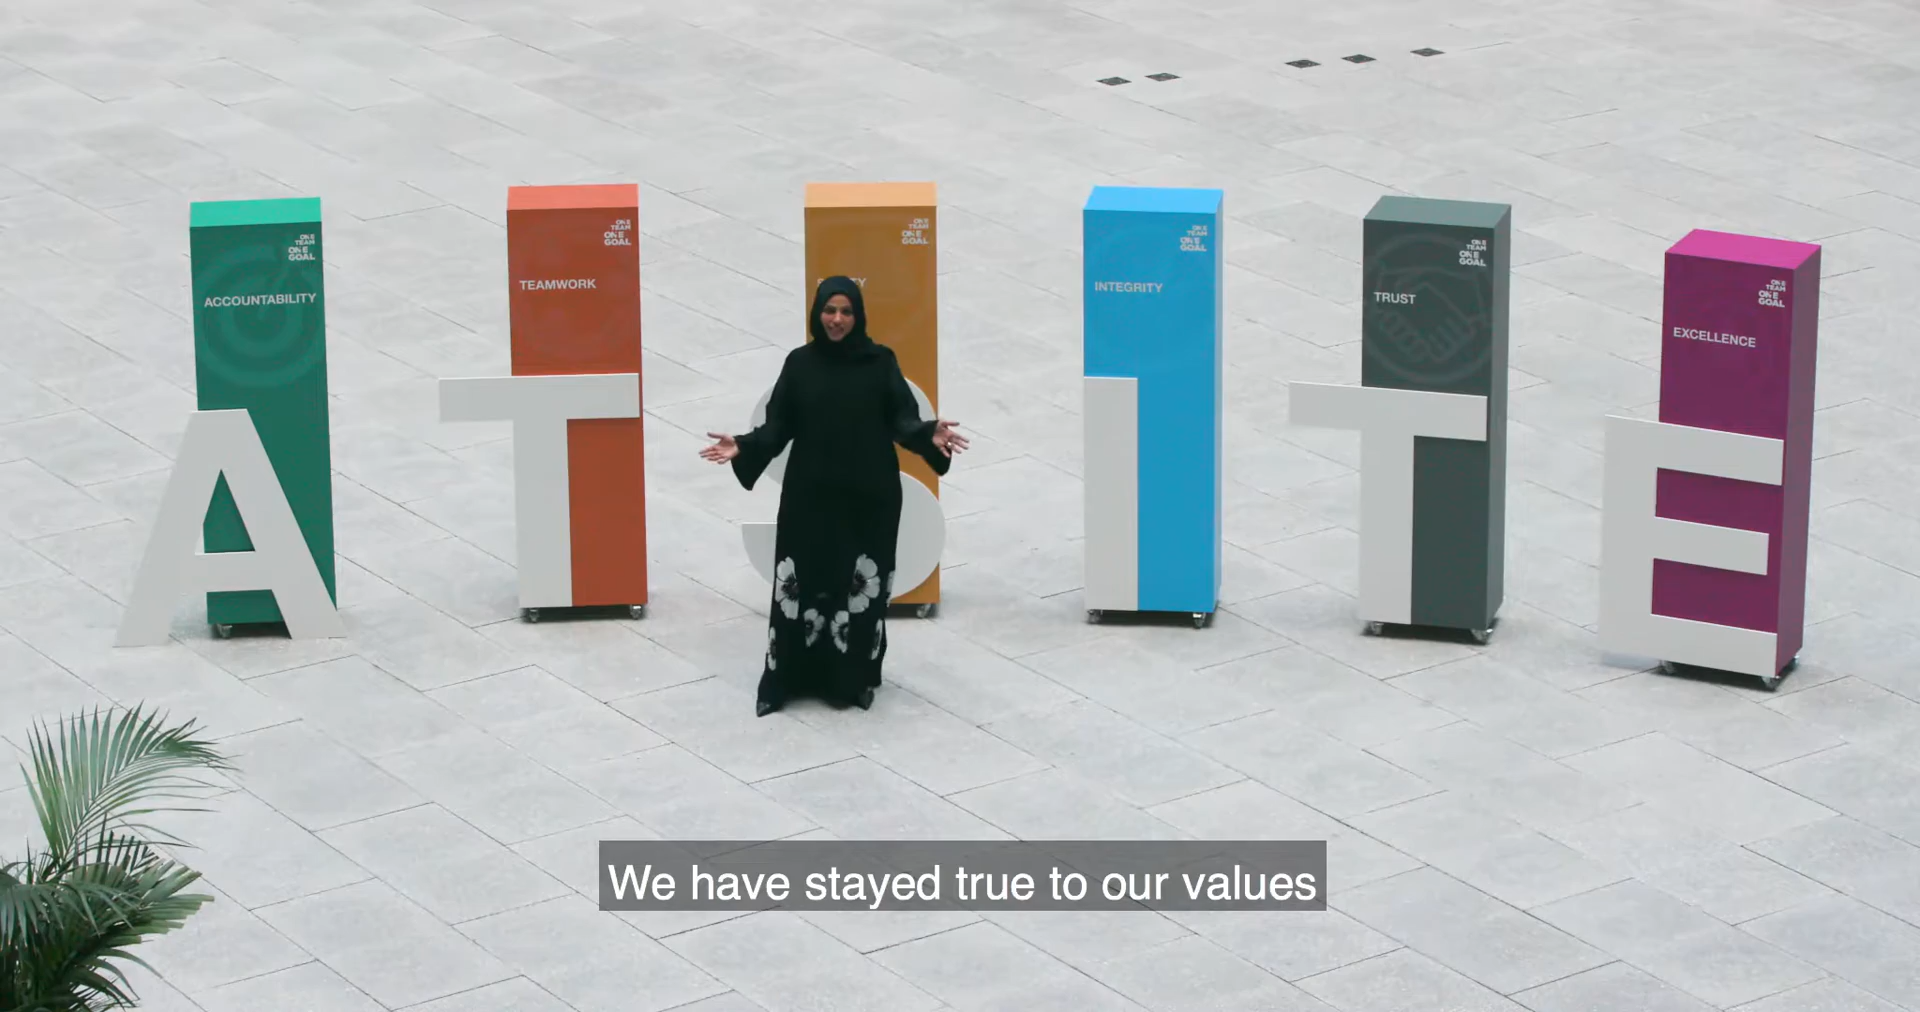 ONE
TEAM
ONE
GOAL
ACCOUNTABILITY
A
ONE
TEAM
ONE
GOAL
TEAMWORK
T
ONE
TEAM
ONE
GOAL
S
ONE
TEAM
ONE
GOAL
INTEGRITY
I
ONE
TEAM
ONE
GOAL
TRUST
T
ONE
TEAM
ONE
GOAL
EXCELLENCE
E
We have stayed true to our values